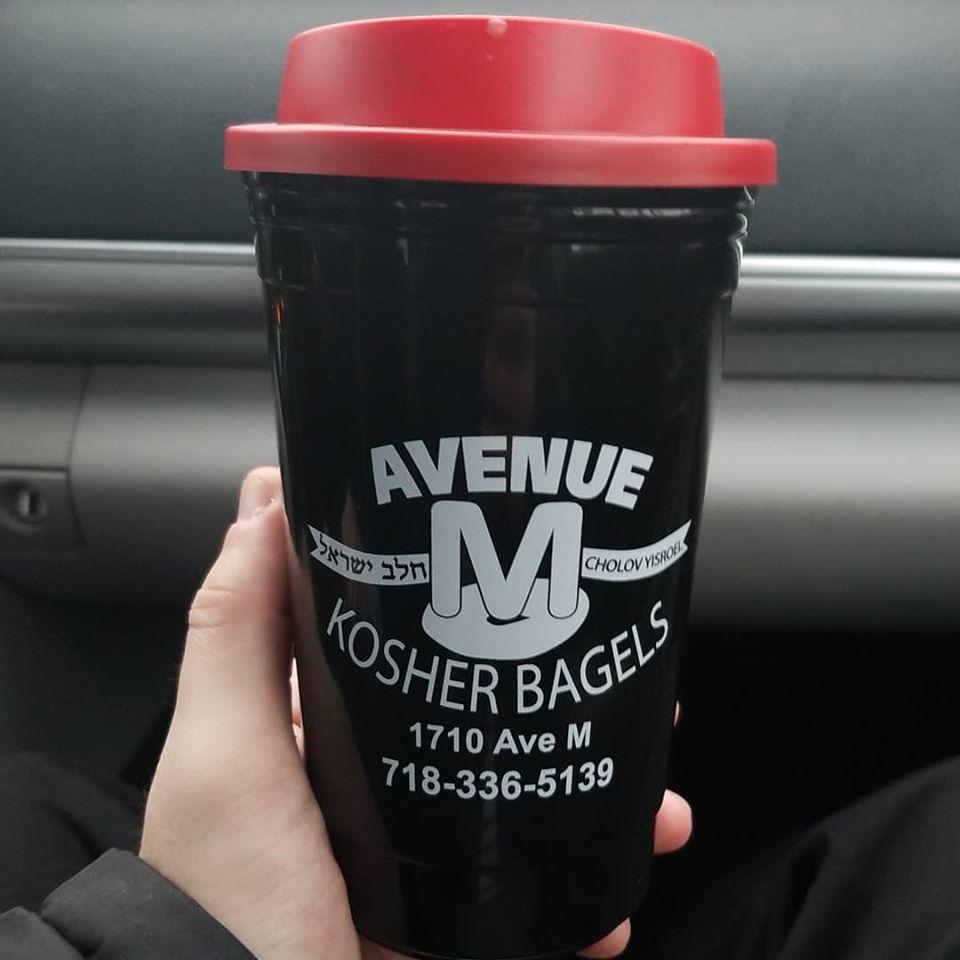 AVENUE
M
חלב ישראל
CHOLOV YISROEL
KOSHER BAGELS
1710 Ave M
718-336-5139